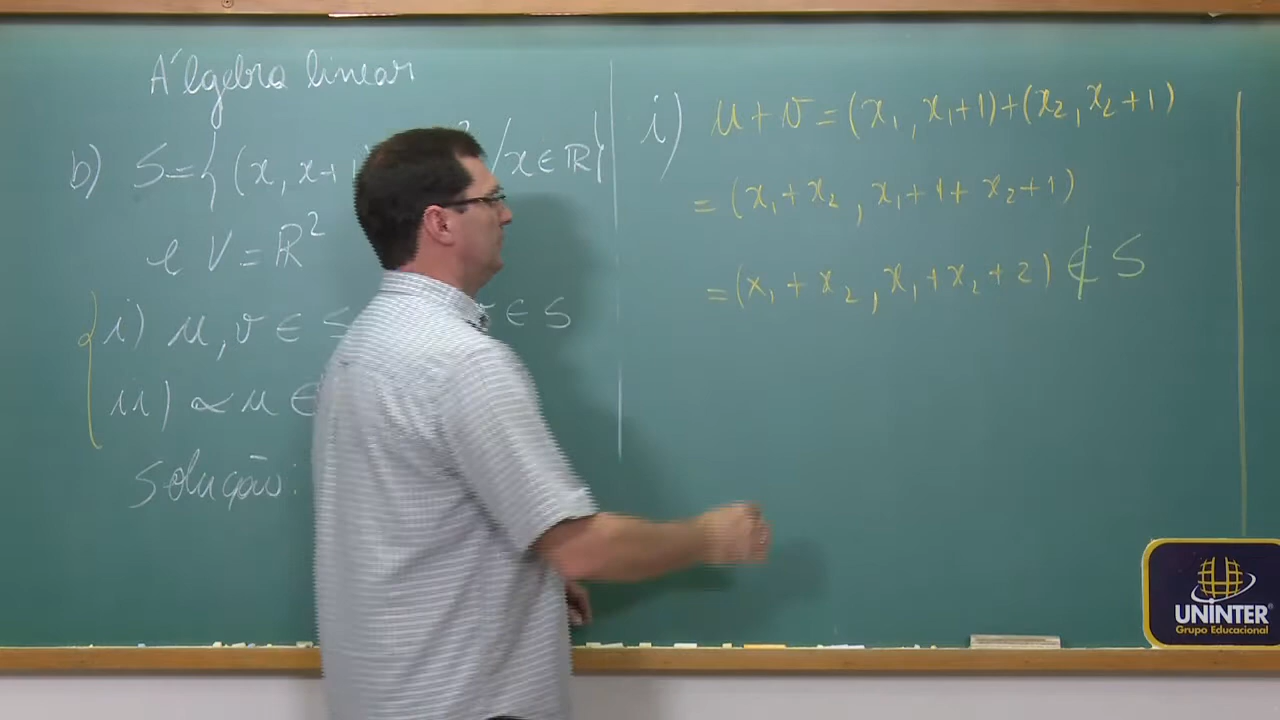 Álgebra linear
b) S={(x, x+1 ² /x∈ℝ}
e V=ℝ²
i) u,v∈S ∈S
ii) ∝u∈
solução:
i) u+v=(x₁,x₁+1)+(x₂,x₂+1)
=(x₁+x₂,x₁+1+x₂+1)
=(x₁+x₂,x₁+x₂+2)∉S
UNINTER
Grupo Educacional